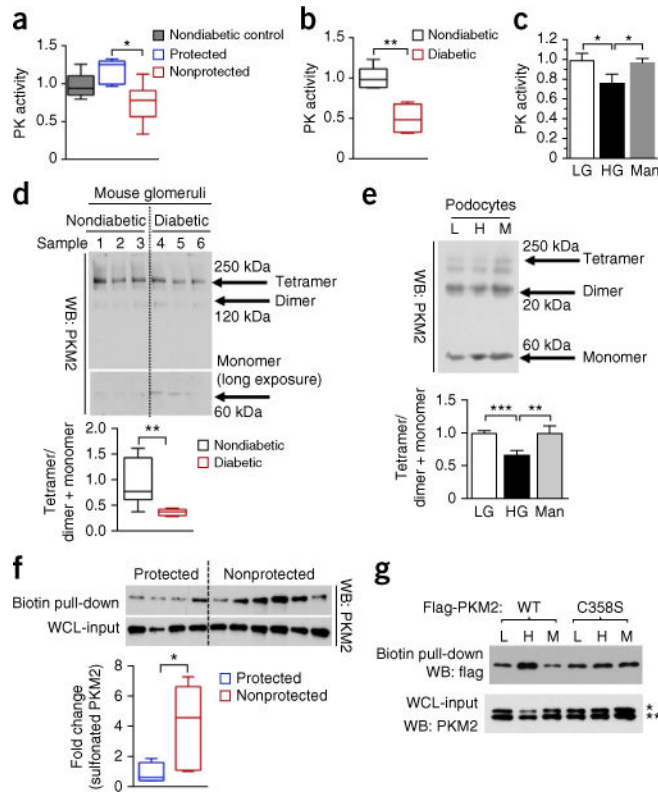 a
PK activity
1.5
1.0
0.5
0
*
Nondiabetic control
Protected
Nonprotected
b
PK activity
1.5
1.0
0.5
0
**
Nondiabetic
Diabetic
c
PK activity
1.2
1.0
0.8
0.6
0.4
0.2
0
* *
LG HG Man
d
Mouse glomeruli
Nondiabetic Diabetic
Sample 1 2 3 4 5 6
WB: PKM2
250 kDa
Tetramer
Dimer
120 kDa
Monomer
(long exposure)
60 kDa
Tetramer/
dimer + monomer
2.0
1.5
1.0
0.5
0
**
Nondiabetic
Diabetic
e
Podocytes
L H M
WB: PKM2
250 kDa
Tetramer
Dimer
20 kDa
60 kDa
Monomer
Tetramer/
dimer + monomer
1.5
1.0
0.5
0
*** **
LG HG Man
f
Protected Nonprotected
Biotin pull-down
WCL-input
WB: PKM2
Fold change
(sulfonated PKM2)
8
6
4
2
0
*
Protected
Nonprotected
g
Flag-PKM2: WT C358S
L H M L H M
Biotin pull-down
WB: flag
WCL-input
WB: PKM2
*
**